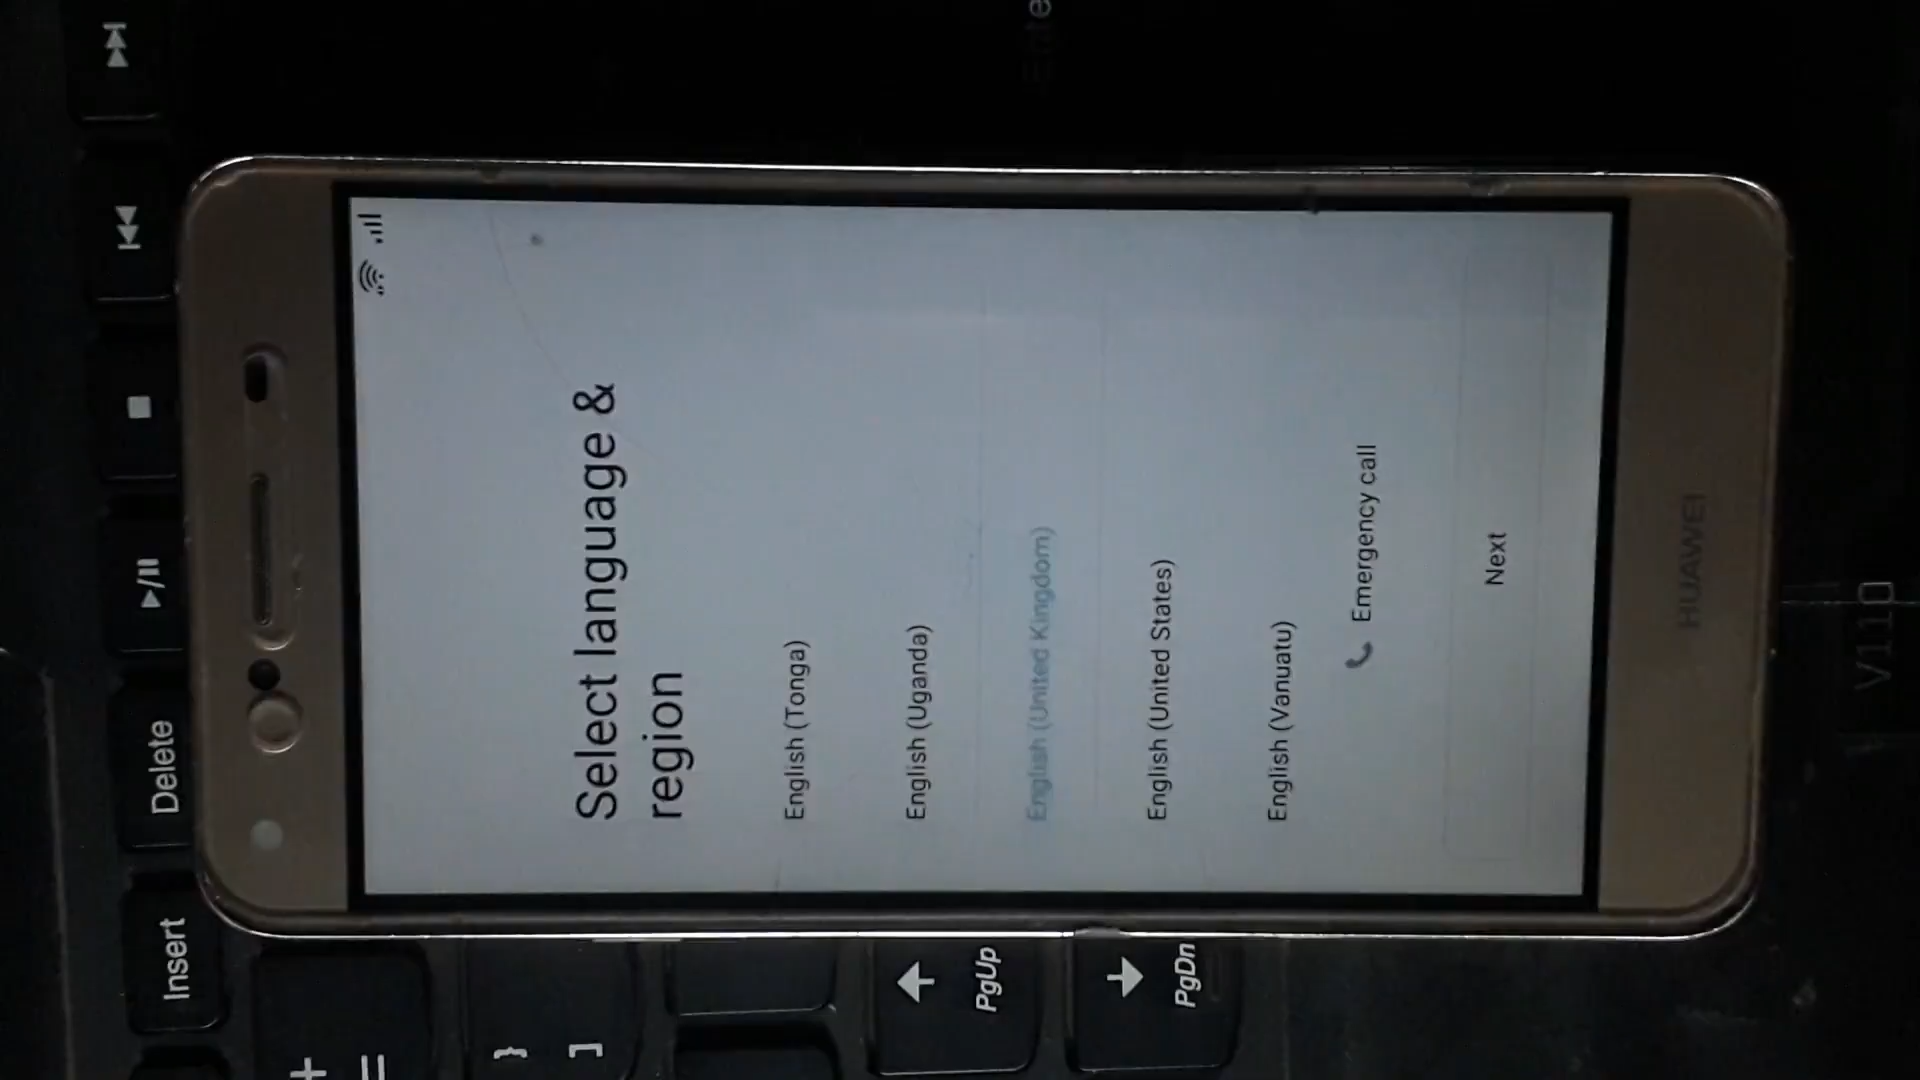 Select language &
region
English (Tonga)
English (Uganda)
English (United Kingdom)
English (United States)
English (Vanuatu)
Emergency call
Next
HUAWEI
Insert
Delete
PgUp
PgDn
+
=
}
]
V110